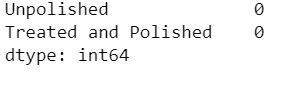 Unpolished 0
Treated and Polished 0
dtype: int64